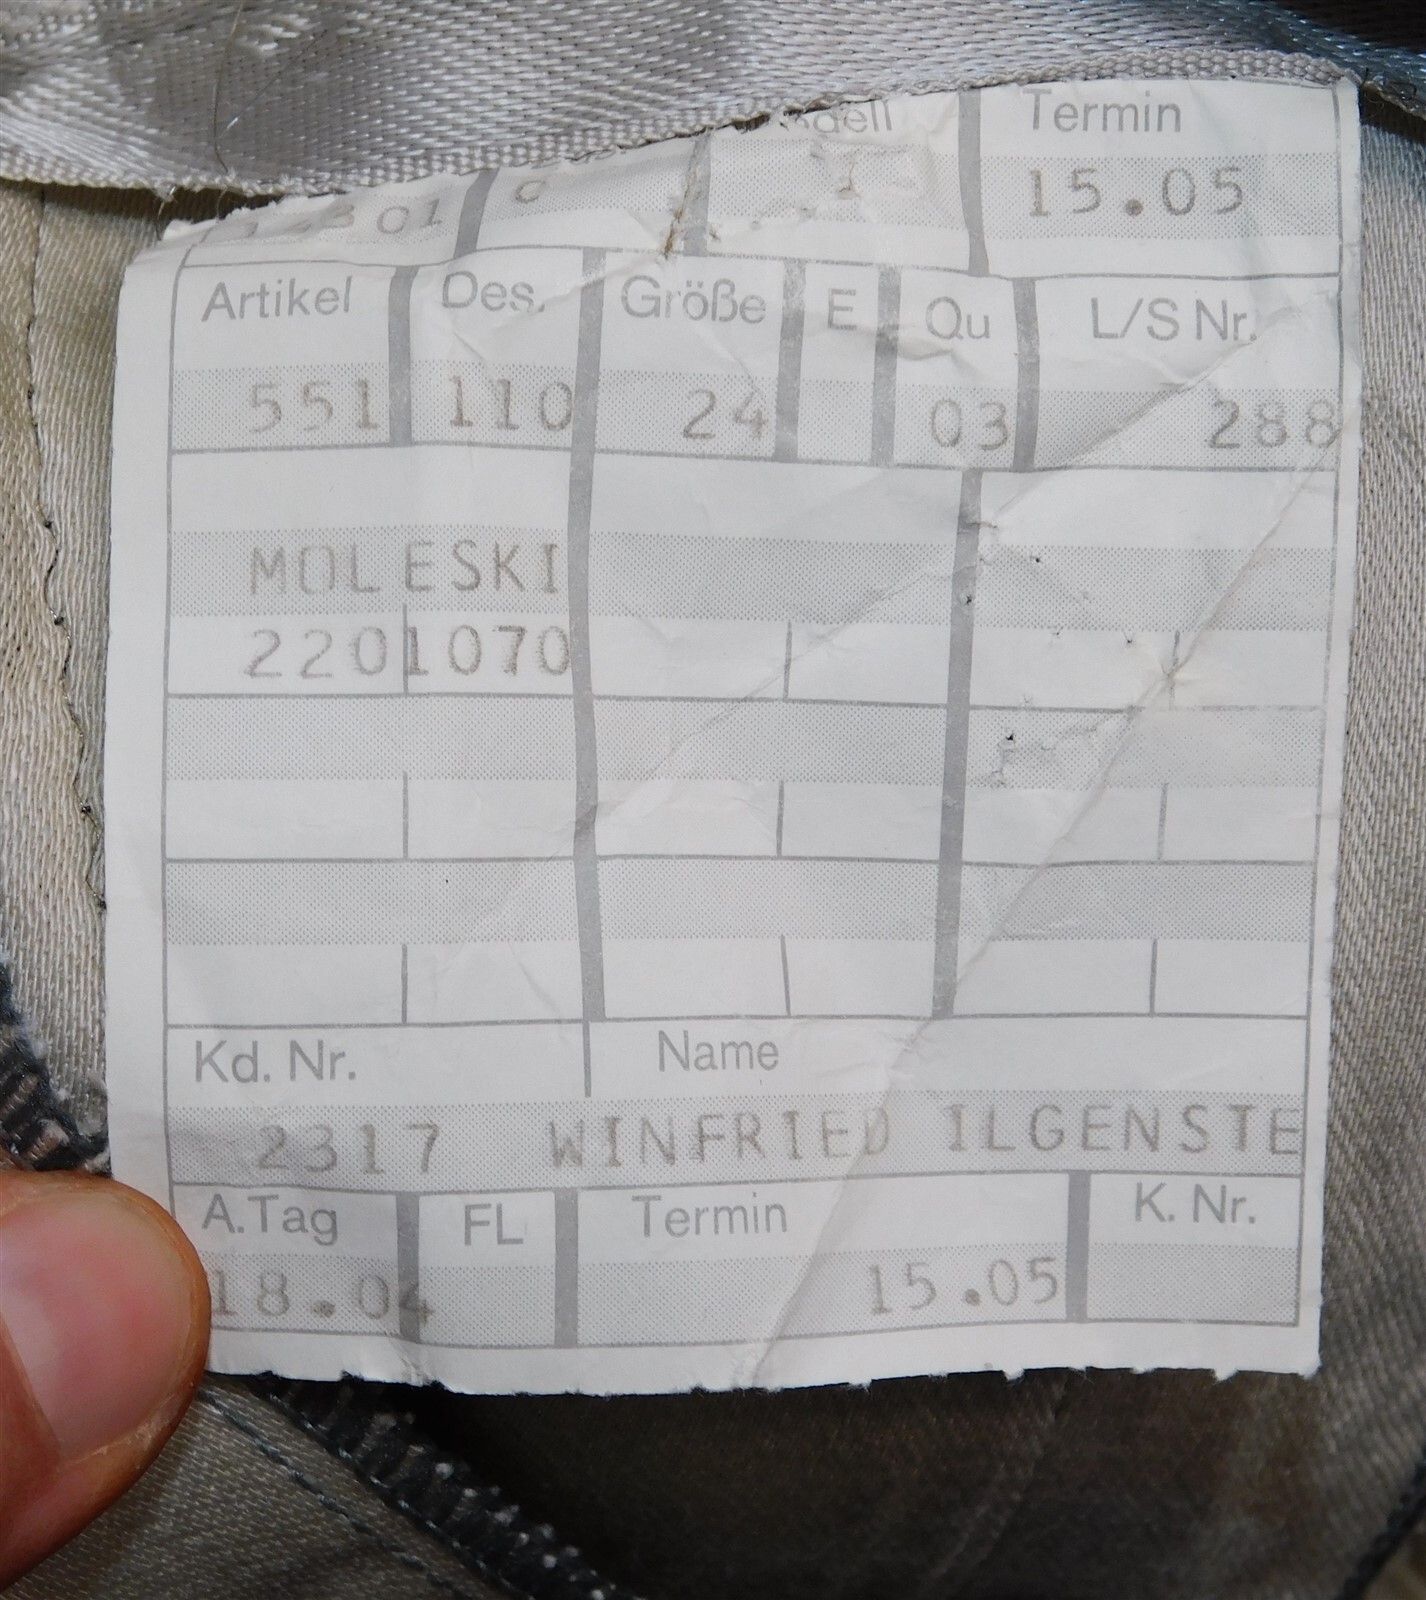 Termin
01
15.05
Artikel Des. Größe E Qu L/S Nr.
551 110 24 03 288
MOLESKI
2201070
Kd. Nr. Name
2317 WINFRIED ILGENSTE
A.Tag FL Termin K. Nr.
18.04 15.05